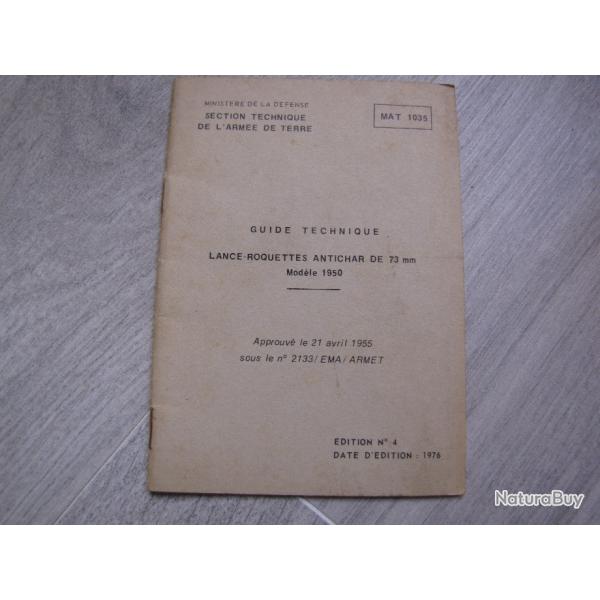 MINISTERE DE LA DEFENSE
SECTION TECHNIQUE
DE L'ARMEE DE TERRE
MAT 1035
GUIDE TECHNIQUE
LANCE-ROQUETTES ANTICHAR DE 73 mm
Modèle 1950
Approuvé le 21 avril 1955
sous le n° 2133/EMA/ARMET
EDITION N° 4
DATE D'EDITION : 1976
NaturaBuy